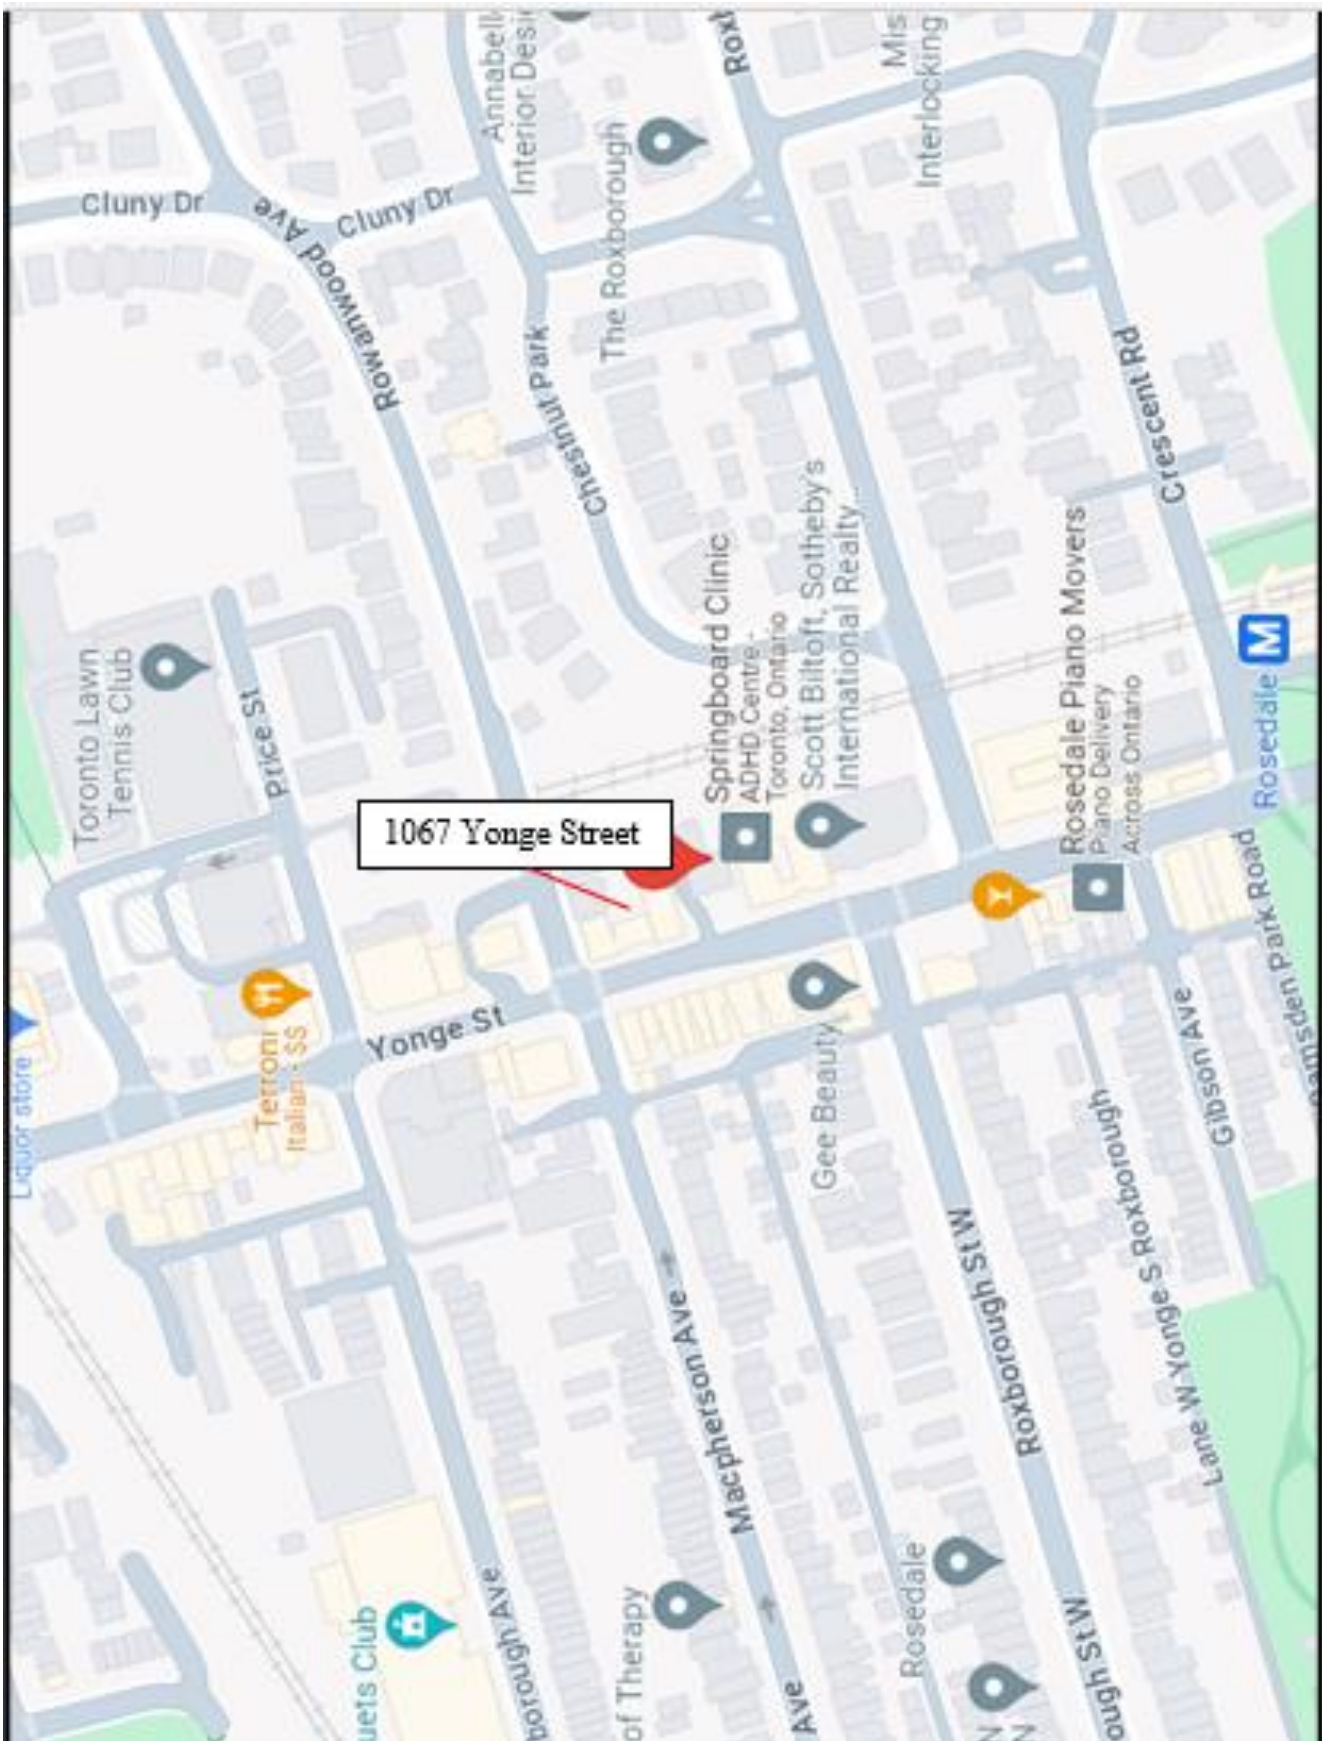 Cluny Dr
Rowanwood Ave
Cluny Dr
Annabell
Interior Desi
The Roxborough
Roxb
Mis
Interlocking
Chestnut Park
Crescent Rd
Toronto Lawn
Tennis Club
Price St
1067 Yonge Street
Springboard Clinic
ADHD Centre -
Toronto, Ontario
Scott Biltoft, Sotheby's
International Realty...
Rosedale Piano Movers
Piano Delivery
Across Ontario
M
Rosedale
Liquor store
Terroni
Italian • $$
Yonge St
Gee Beauty
Gibson Ave
amsden Park Road
Macpherson Ave
Roxborough St W
Lane W Yonge S Roxborough
uets Club
borough Ave
of Therapy
Ave
Rosedale
N
N
ough St W